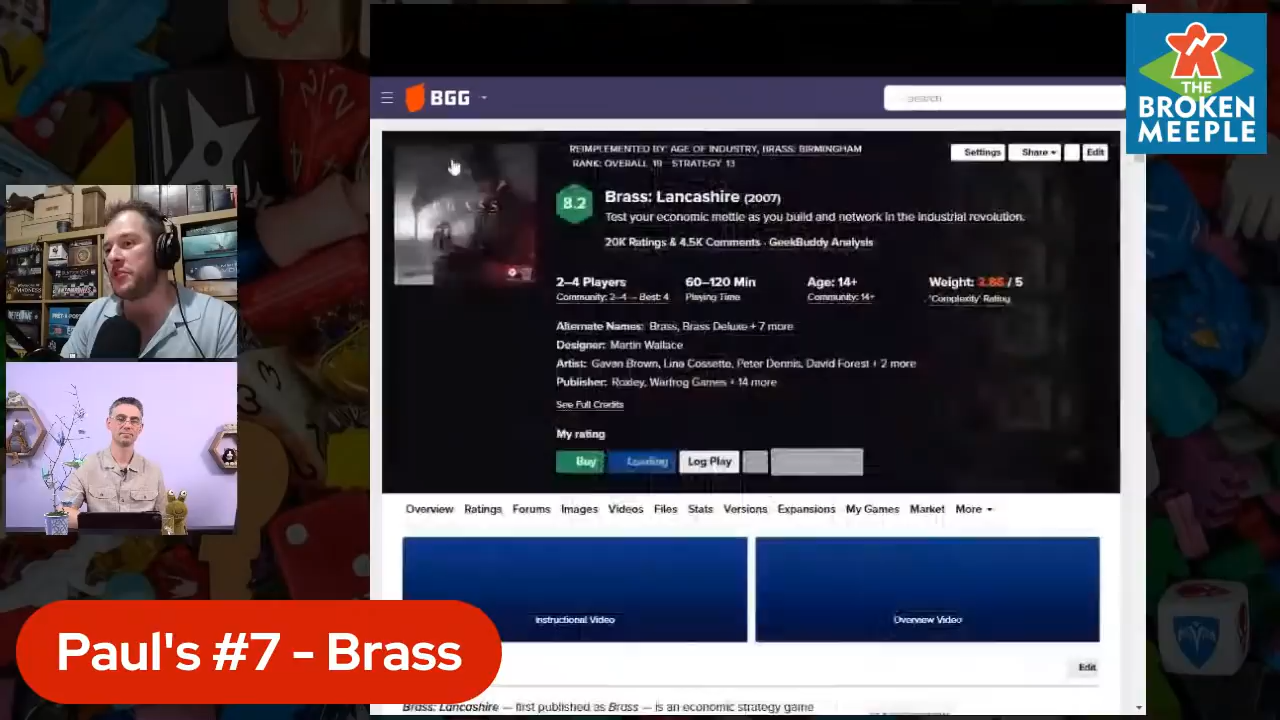 BGG
search
THE
BROKEN
MEEPLE
REIMPLEMENTED BY: AGE OF INDUSTRY, BRASS: BIRMINGHAM
RANK: OVERALL 19 STRATEGY 13
Settings
Share
Edit
BRASS
8.2
Brass: Lancashire (2007)
Test your economic mettle as you build and network in the industrial revolution.
20K Ratings & 4.5K Comments · GeekBuddy Analysis
2–4 Players
60–120 Min
Age: 14+
Weight: 2.86 / 5
Community: 2–4 — Best: 4
Playing Time
Community: 14+
'Complexity' Rating
Alternate Names: Brass, Brass Deluxe + 7 more
Designer: Martin Wallace
Artist: Gavan Brown, Lina Cossette, Peter Dennis, David Forest + 2 more
Publisher: Roxley, Warfrog Games + 14 more
See Full Credits
My rating
Buy
Loading
Log Play
Overview Ratings Forums Images Videos Files Stats Versions Expansions My Games Market More
Instructional Video
Overview Video
Edit
Brass: Lancashire — first published as Brass — is an economic strategy game
Paul's #7 - Brass